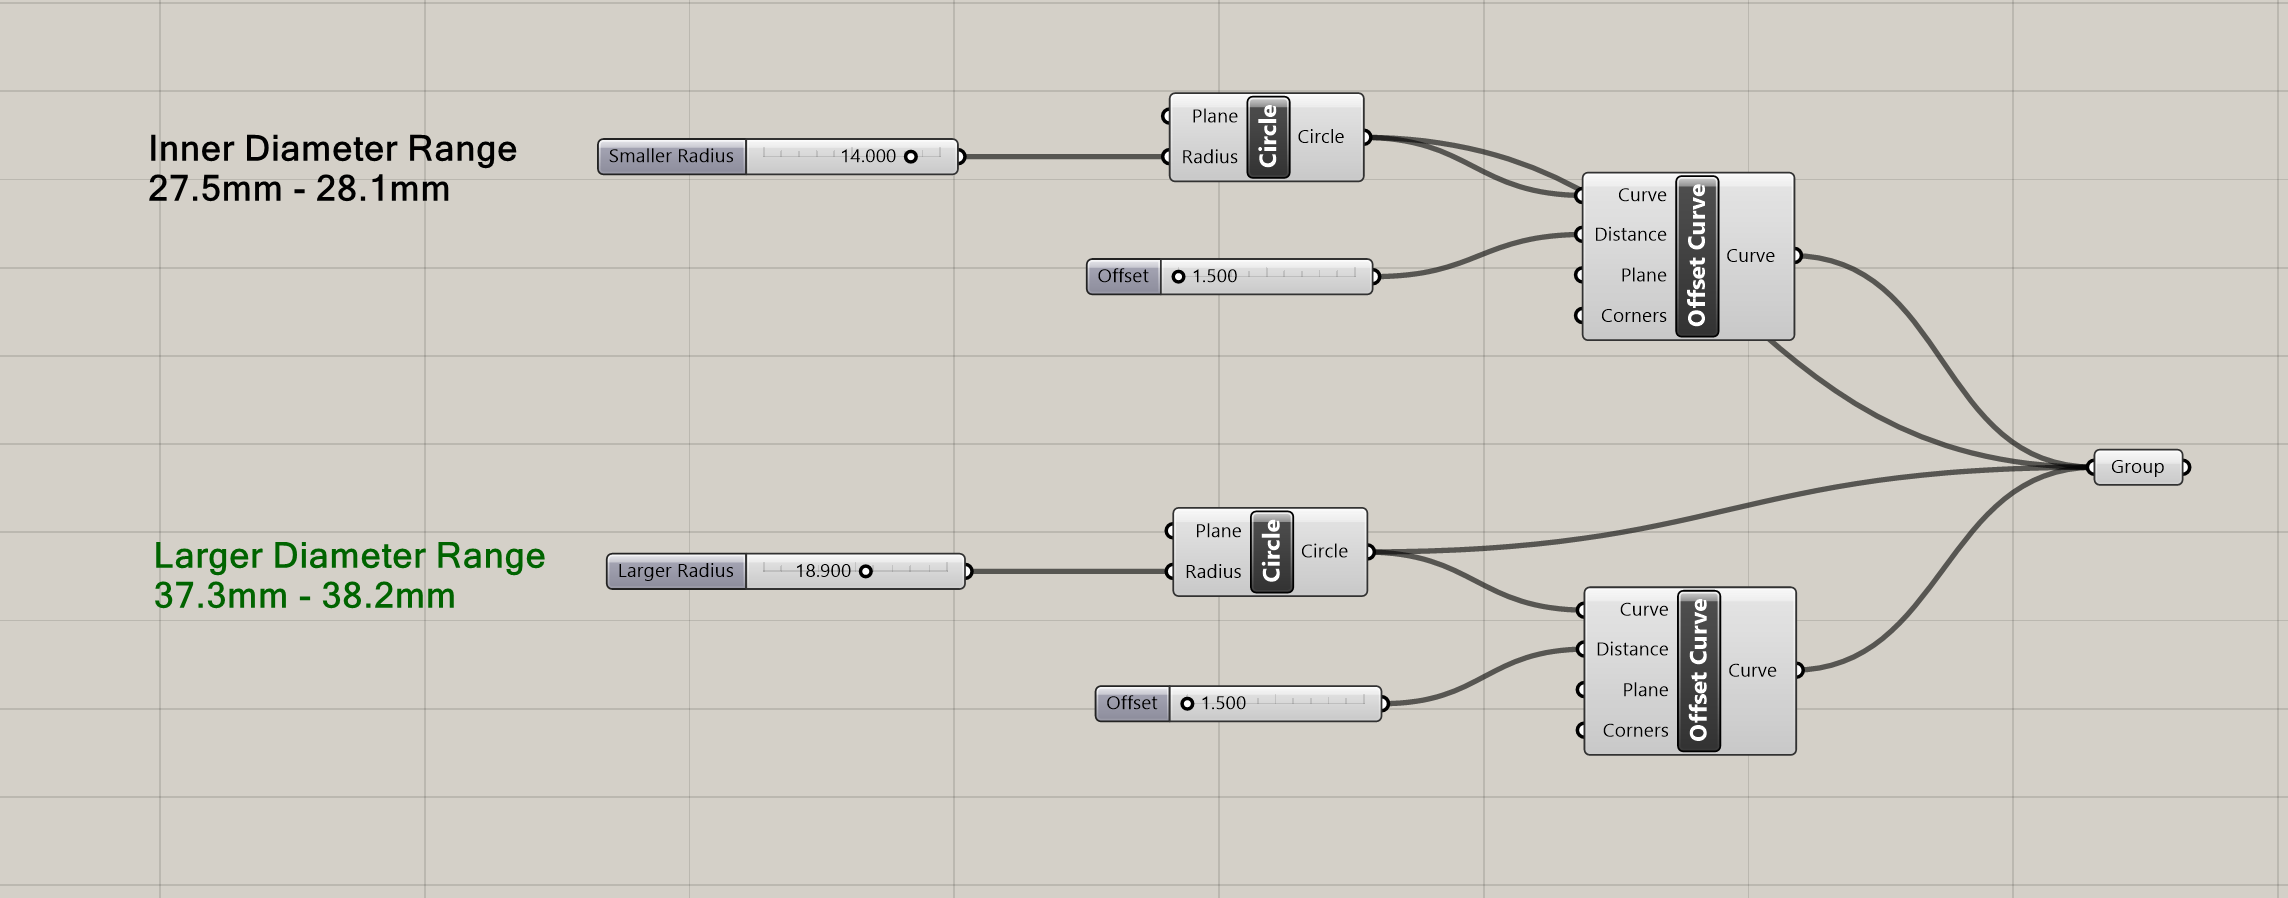 Inner Diameter Range
27.5mm - 28.1mm
Smaller Radius 14.000
Plane
Radius
Circle
Circle
Offset 1.500
Curve
Distance
Plane
Corners
Offset Curve
Curve
Group
Larger Diameter Range
37.3mm - 38.2mm
Larger Radius 18.900
Plane
Radius
Circle
Circle
Offset 1.500
Curve
Distance
Plane
Corners
Offset Curve
Curve